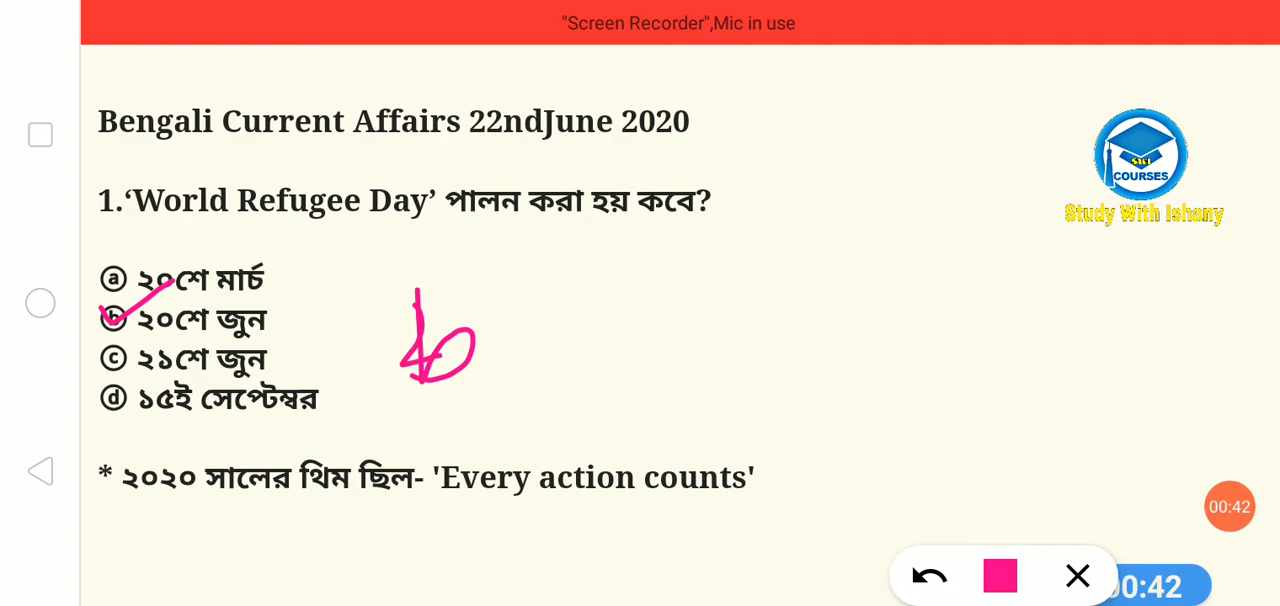 "Screen Recorder",Mic in use
Bengali Current Affairs 22ndJune 2020
COURSES
Study With Ishany
1.‘World Refugee Day’ পালন করা হয় কবে?
ⓐ ২০শে মার্চ
ⓑ ২০শে জুন
ⓒ ২১শে জুন
ⓓ ১৫ই সেপ্টেম্বর
b
* ২০২০ সালের থিম ছিল- 'Every action counts'
00:42
00:42